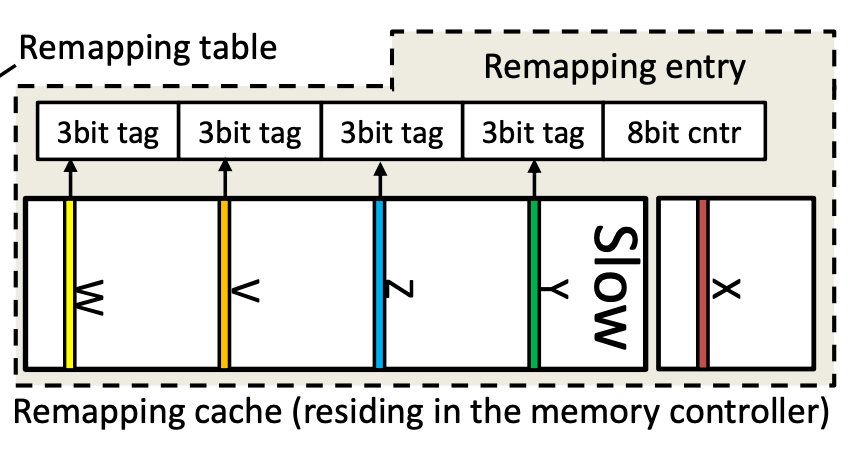 Remapping table
Remapping entry
3bit tag 3bit tag 3bit tag 3bit tag 8bit cntr
W V Z Y Slow X
Remapping cache (residing in the memory controller)